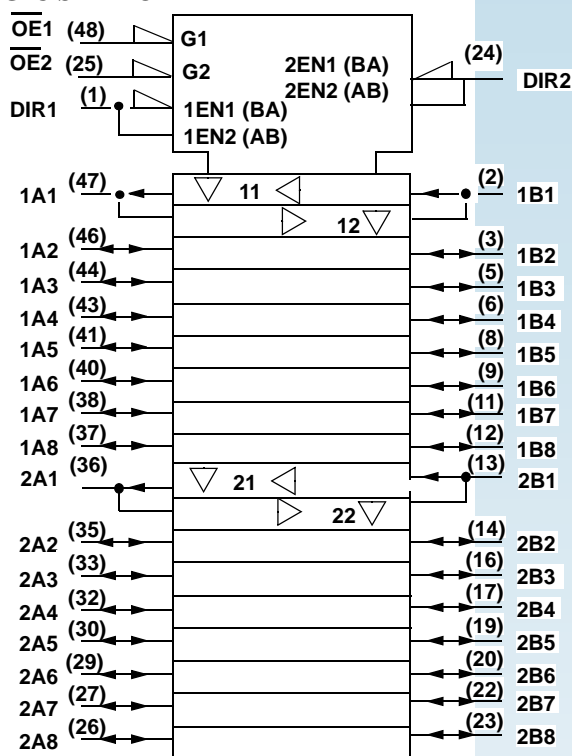 OE1 (48) G1
OE2 (25) G2 2EN1 (BA) (24) DIR2
2EN2 (AB)
DIR1 (1) 1EN1 (BA)
1EN2 (AB)
1A1 (47) 11 (2) 1B1
12
1A2 (46) (3) 1B2
1A3 (44) (5) 1B3
1A4 (43) (6) 1B4
1A5 (41) (8) 1B5
1A6 (40) (9) 1B6
1A7 (38) (11) 1B7
1A8 (37) (12) 1B8
2A1 (36) 21 (13) 2B1
22
2A2 (35) (14) 2B2
2A3 (33) (16) 2B3
2A4 (32) (17) 2B4
2A5 (30) (19) 2B5
2A6 (29) (20) 2B6
2A7 (27) (22) 2B7
2A8 (26) (23) 2B8